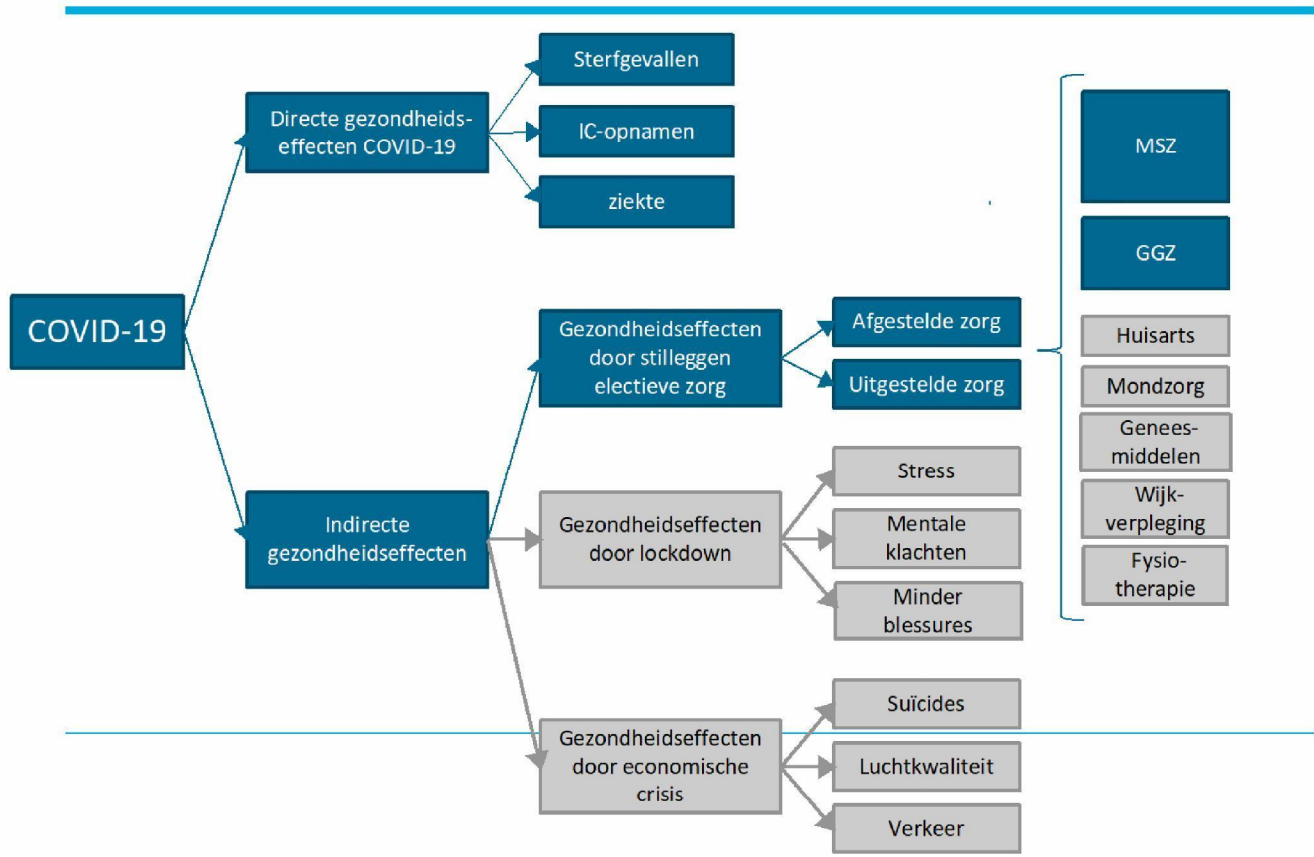 Sterfgevallen
Directe gezondheids-
effecten COVID-19
IC-opnamen
ziekte
COVID-19
Gezondheidseffecten
door stilleggen
electieve zorg
Afgestelde zorg
Uitgestelde zorg
Indirecte
gezondheidseffecten
Gezondheidseffecten
door lockdown
Stress
Mentale
klachten
Minder
blessures
Gezondheidseffecten
door economische
crisis
Suïcides
Luchtkwaliteit
Verkeer
MSZ
GGZ
Huisarts
Mondzorg
Genees-
middelen
Wijk-
verpleging
Fysio-
therapie